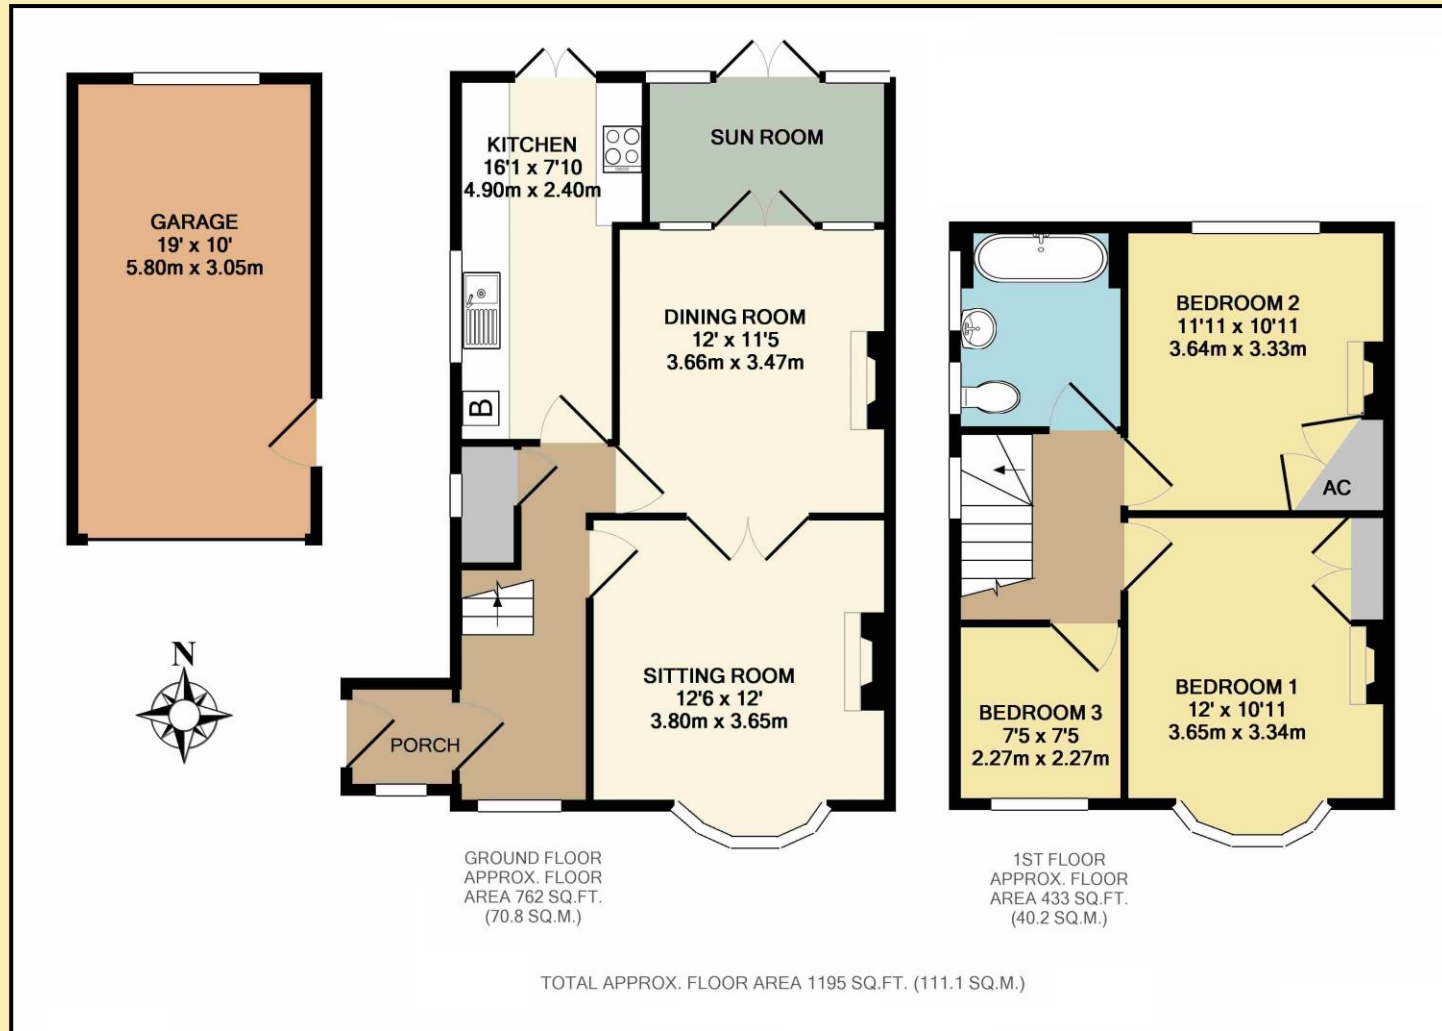 GARAGE
19' x 10'
5.80m x 3.05m
N
KITCHEN
16'1 x 7'10
4.90m x 2.40m
SUN ROOM
DINING ROOM
12' x 11'5
3.66m x 3.47m
B
SITTING ROOM
12'6 x 12'
3.80m x 3.65m
PORCH
GROUND FLOOR
APPROX. FLOOR
AREA 762 SQ.FT.
(70.8 SQ.M.)
BEDROOM 2
11'11 x 10'11
3.64m x 3.33m
AC
BEDROOM 1
12' x 10'11
3.65m x 3.34m
BEDROOM 3
7'5 x 7'5
2.27m x 2.27m
1ST FLOOR
APPROX. FLOOR
AREA 433 SQ.FT.
(40.2 SQ.M.)
TOTAL APPROX. FLOOR AREA 1195 SQ.FT. (111.1 SQ.M.)